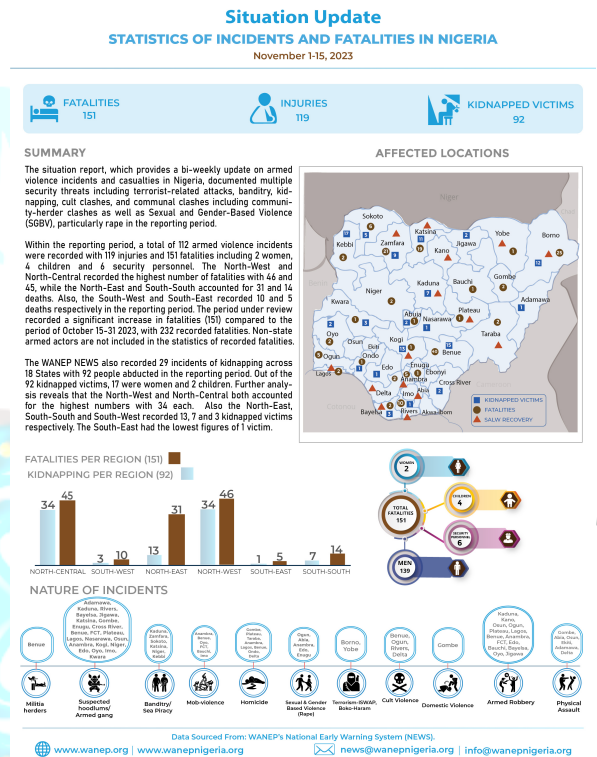 Situation Update
STATISTICS OF INCIDENTS AND FATALITIES IN NIGERIA
November 1-15, 2023
FATALITIES
151
INJURIES
119
KIDNAPPED VICTIMS
92
SUMMARY
The situation report, which provides a bi-weekly update on armed
violence incidents and casualties in Nigeria, documented multiple
security threats including terrorist-related attacks, banditry, kid-
napping, cult clashes, and communal clashes including communi-
ty-herder clashes as well as Sexual and Gender-Based Violence
(SGBV), particularly rape in the reporting period.
Within the reporting period, a total of 112 armed violence incidents
were recorded with 119 injuries and 151 fatalities including 2 women,
4 children and 6 security personnel. The North-West and
North-Central recorded the highest number of fatalities with 46 and
45, while the North-East and South-South accounted for 31 and 14
deaths. Also, the South-West and South-East recorded 10 and 5
deaths respectively in the reporting period. The period under review
recorded a significant increase in fatalities (151) compared to the
period of October 15-31 2023, with 232 recorded fatalities. Non-state
armed actors are not included in the statistics of recorded fatalities.
The WANEP NEWS also recorded 29 incidents of kidnapping across
18 States with 92 people abducted in the reporting period. Out of
the 92 kidnapped victims, 17 were women and 2 children. Further analy-
sis reveals that the North-West and North-Central both accounted
for the highest numbers with 34 each. Also the North-East,
South-South and South-West recorded 13, 7 and 3 kidnapped victims
respectively. The South-East had the lowest figures of 1 victim.
AFFECTED LOCATIONS
Niger
Sokoto
Kebbi
Zamfara
Katsina
Kano
Jigawa
Yobe
Borno
Kaduna
Bauchi
Gombe
Adamawa
Niger
Kwara
Abuja
Nasarawa
Plateau
Taraba
Oyo
Osun
Ekiti
Kogi
Benue
Ogun
Ondo
Edo
Enugu
Ebonyi
Anambra
Cross River
Lagos
Delta
Imo
Abia
Bayelsa
Rivers
Akwa-Ibom
KIDNAPPED VICTIMS
FATALITIES
SALW RECOVERY
FATALITIES PER REGION (151)
KIDNAPPING PER REGION (92)
34
45
3
10
13
31
34
46
1
5
7
14
NORTH-CENTRAL
SOUTH-WEST
NORTH-EAST
NORTH-WEST
SOUTH-EAST
SOUTH-SOUTH
WOMEN
2
CHILDREN
4
TOTAL
FATALITIES
151
SECURITY
PERSONNEL
6
MEN
139
NATURE OF INCIDENTS
Benue
Adamawa,
Kaduna, Rivers,
Bayelsa, Jigawa,
Katsina, Gombe,
Enugu, Cross River,
Benue, FCT, Plateau,
Lagos, Nasarawa, Osun,
Anambra, Kogi, Niger,
Edo, Oyo, Imo,
Kwara
Kaduna,
Zamfara,
Sokoto,
Katsina,
Niger,
Anambra,
Benue,
Oyo,
FCT,
Gombe,
Plateau,
Taraba,
Anambra,
Lagos, Benue,
Ondo
Delta
Ogun,
Abia,
Anambra,
Edo,
Enugu
Borno,
Yobe
Benue,
Ogun,
Rivers,
Delta
Gombe
Kaduna,
Kano,
Osun, Ogun,
Plateau, Lagos,
Benue, Anambra,
FCT, Edo,
Bauchi, Bayelsa,
Oyo, Jigawa
Gombe,
Abia,
Osun,
Adamawa,
Delta
Militia
herders
Suspected
hoodlums/
Armed gang
Banditry/
Sea Piracy
Mob-violence
Homicide
Sexual & Gender
Based Violence
(Rape)
Terrorism-ISWAP,
Boko-Haram
Cult Violence
Domestic Violence
Armed Robbery
Physical
Assault
Data Sourced From: WANEP's National Early Warning System (NEWS).
www.wanep.org | www.wanepnigeria.org
news@wanepnigeria.org | info@wanepnigeria.org